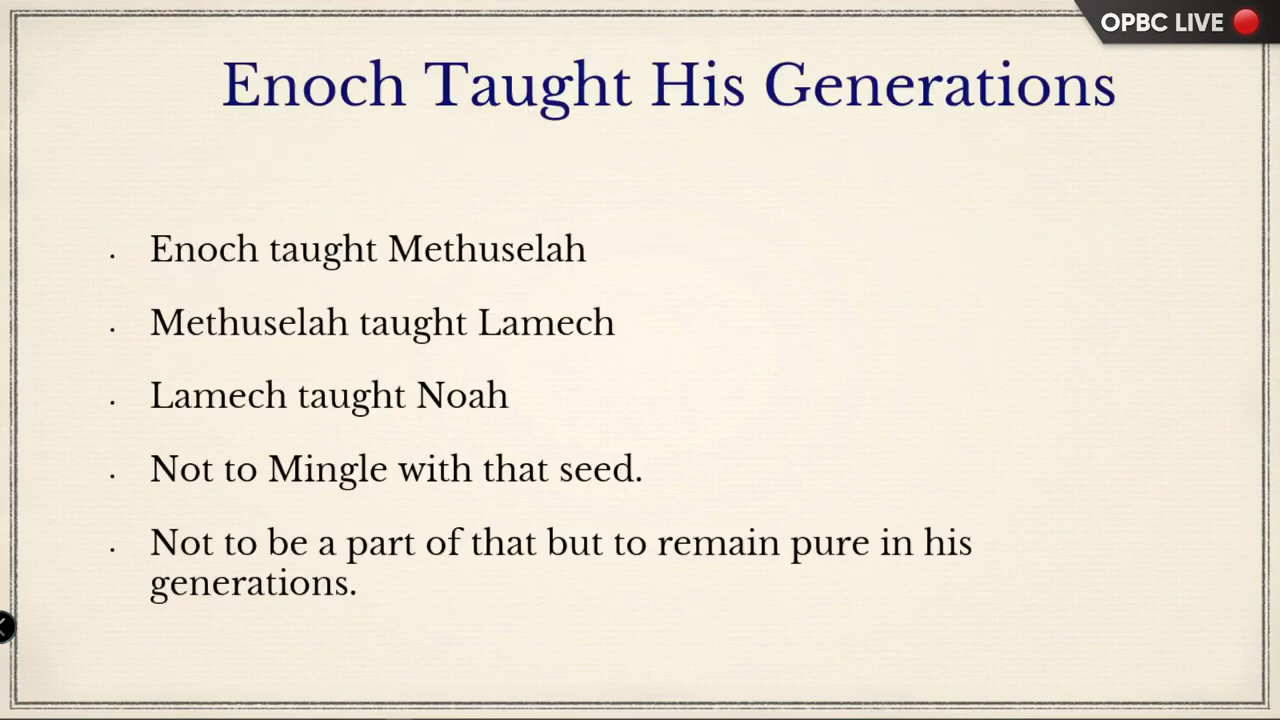 OPBC LIVE
Enoch Taught His Generations
· Enoch taught Methuselah
· Methuselah taught Lamech
· Lamech taught Noah
· Not to Mingle with that seed.
· Not to be a part of that but to remain pure in his
generations.